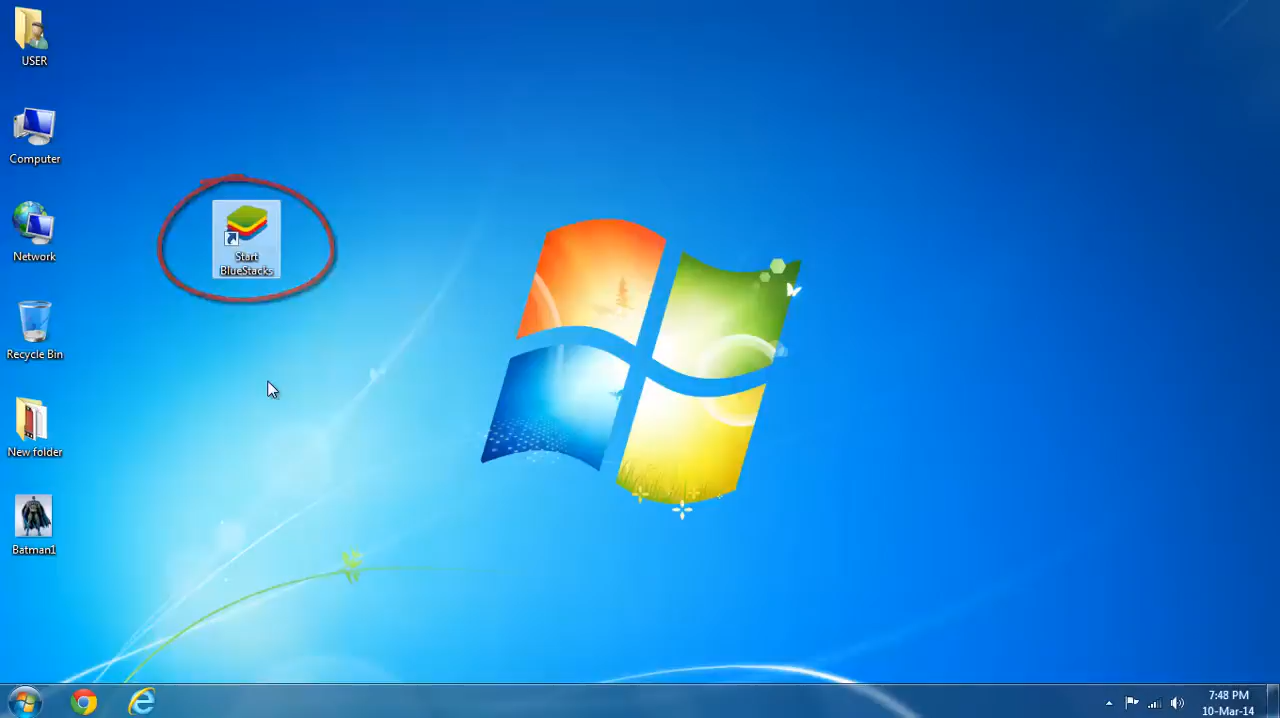 USER
Computer
Network
Recycle Bin
New folder
Batman1
Start
BlueStacks
7:48 PM
10-Mar-14